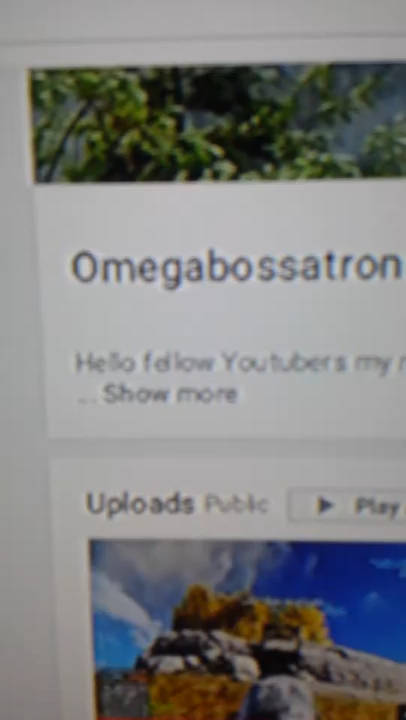 Omegabossatron
Hello fellow Youtubers my
... Show more
Uploads Public Play